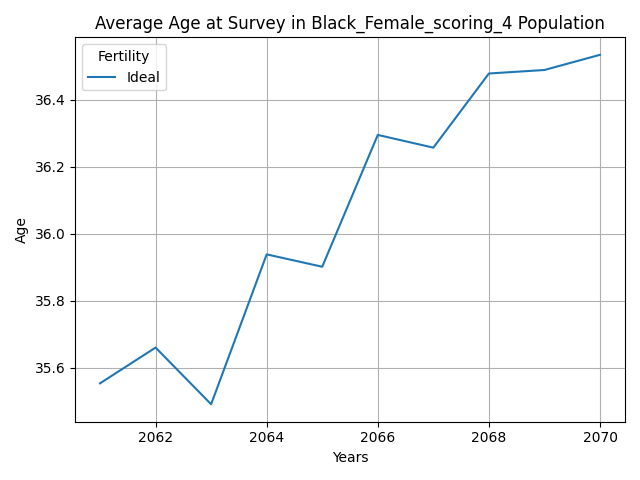 Average Age at Survey in Black_Female_scoring_4 Population
Fertility
Ideal
36.4
36.2
36.0
35.8
35.6
Age
2062 2064 2066 2068 2070
Years